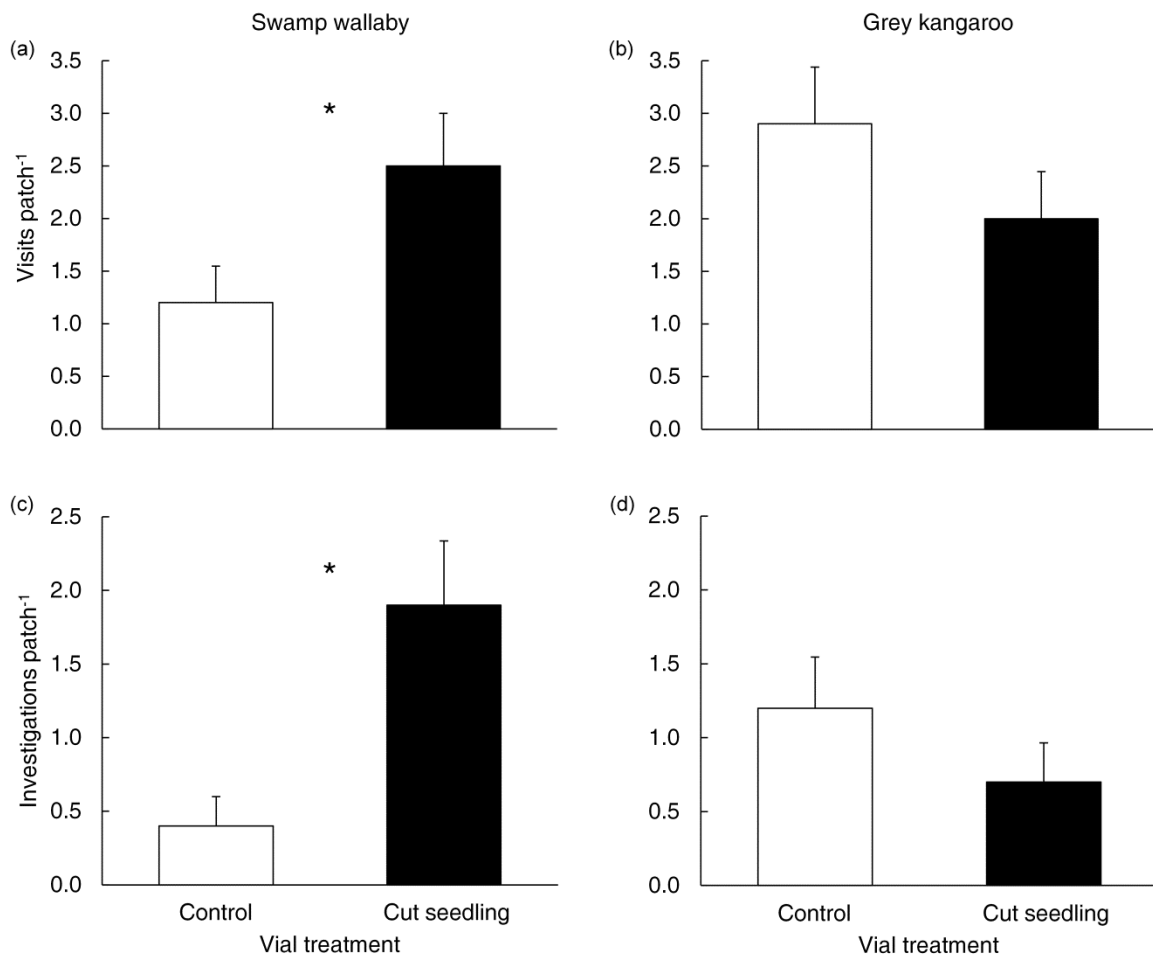 Swamp wallaby
Grey kangaroo
(a)
3.5
3.0
2.5
2.0
1.5
1.0
0.5
0.0
Visits patch-1
*
(b)
3.5
3.0
2.5
2.0
1.5
1.0
0.5
0.0
(c)
2.5
2.0
1.5
1.0
0.5
0.0
Investigations patch-1
*
Control
Cut seedling
Vial treatment
(d)
2.5
2.0
1.5
1.0
0.5
0.0
Control
Cut seedling
Vial treatment